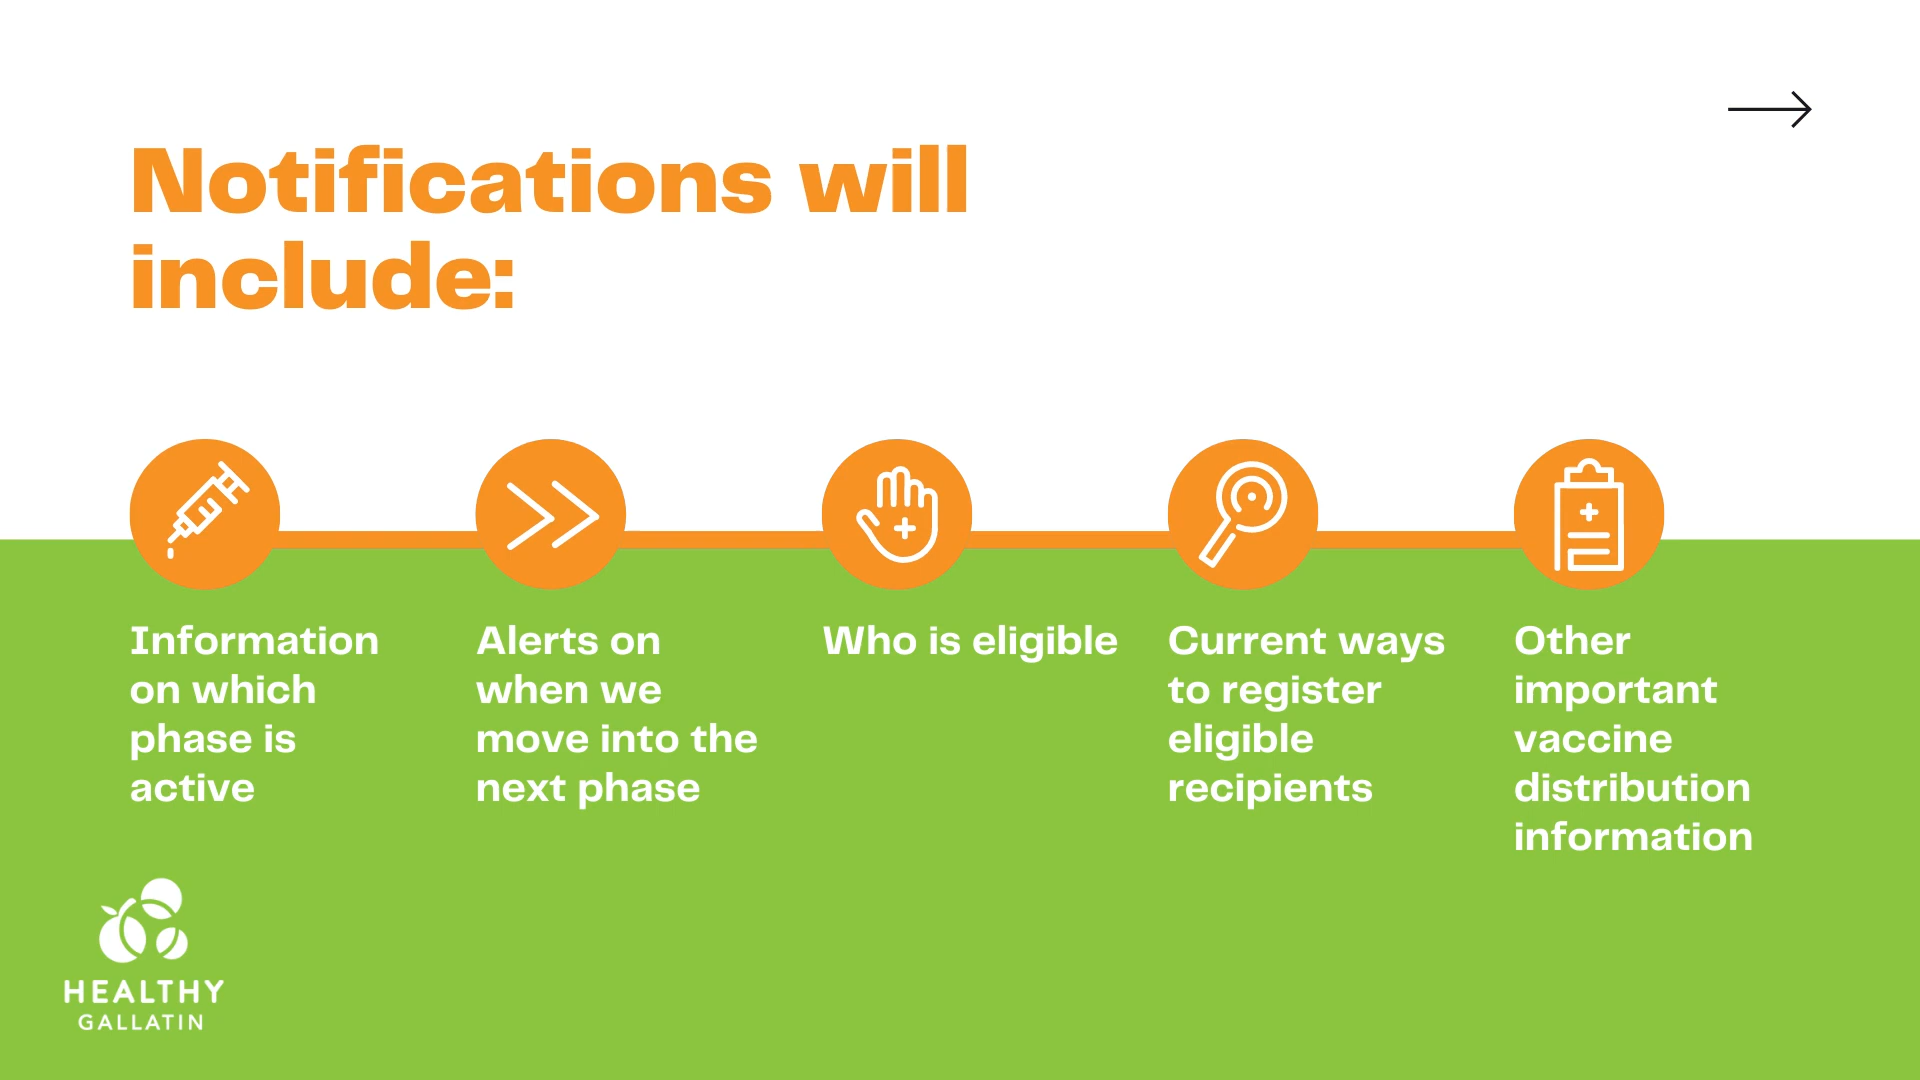 Notifications will
include:
Information
on which
phase is
active
Alerts on
when we
move into the
next phase
Who is eligible
Current ways
to register
eligible
recipients
Other
important
vaccine
distribution
information
HEALTHY
GALLATIN